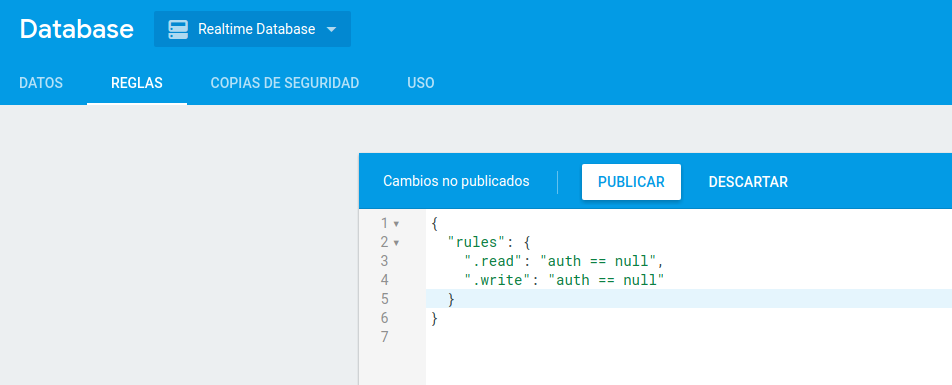 Database Realtime Database
DATOS REGLAS COPIAS DE SEGURIDAD USO
Cambios no publicados PUBLICAR DESCARTAR
1 {
2 "rules": {
3 ".read": "auth == null",
4 ".write": "auth == null"
5 }
6 }
7